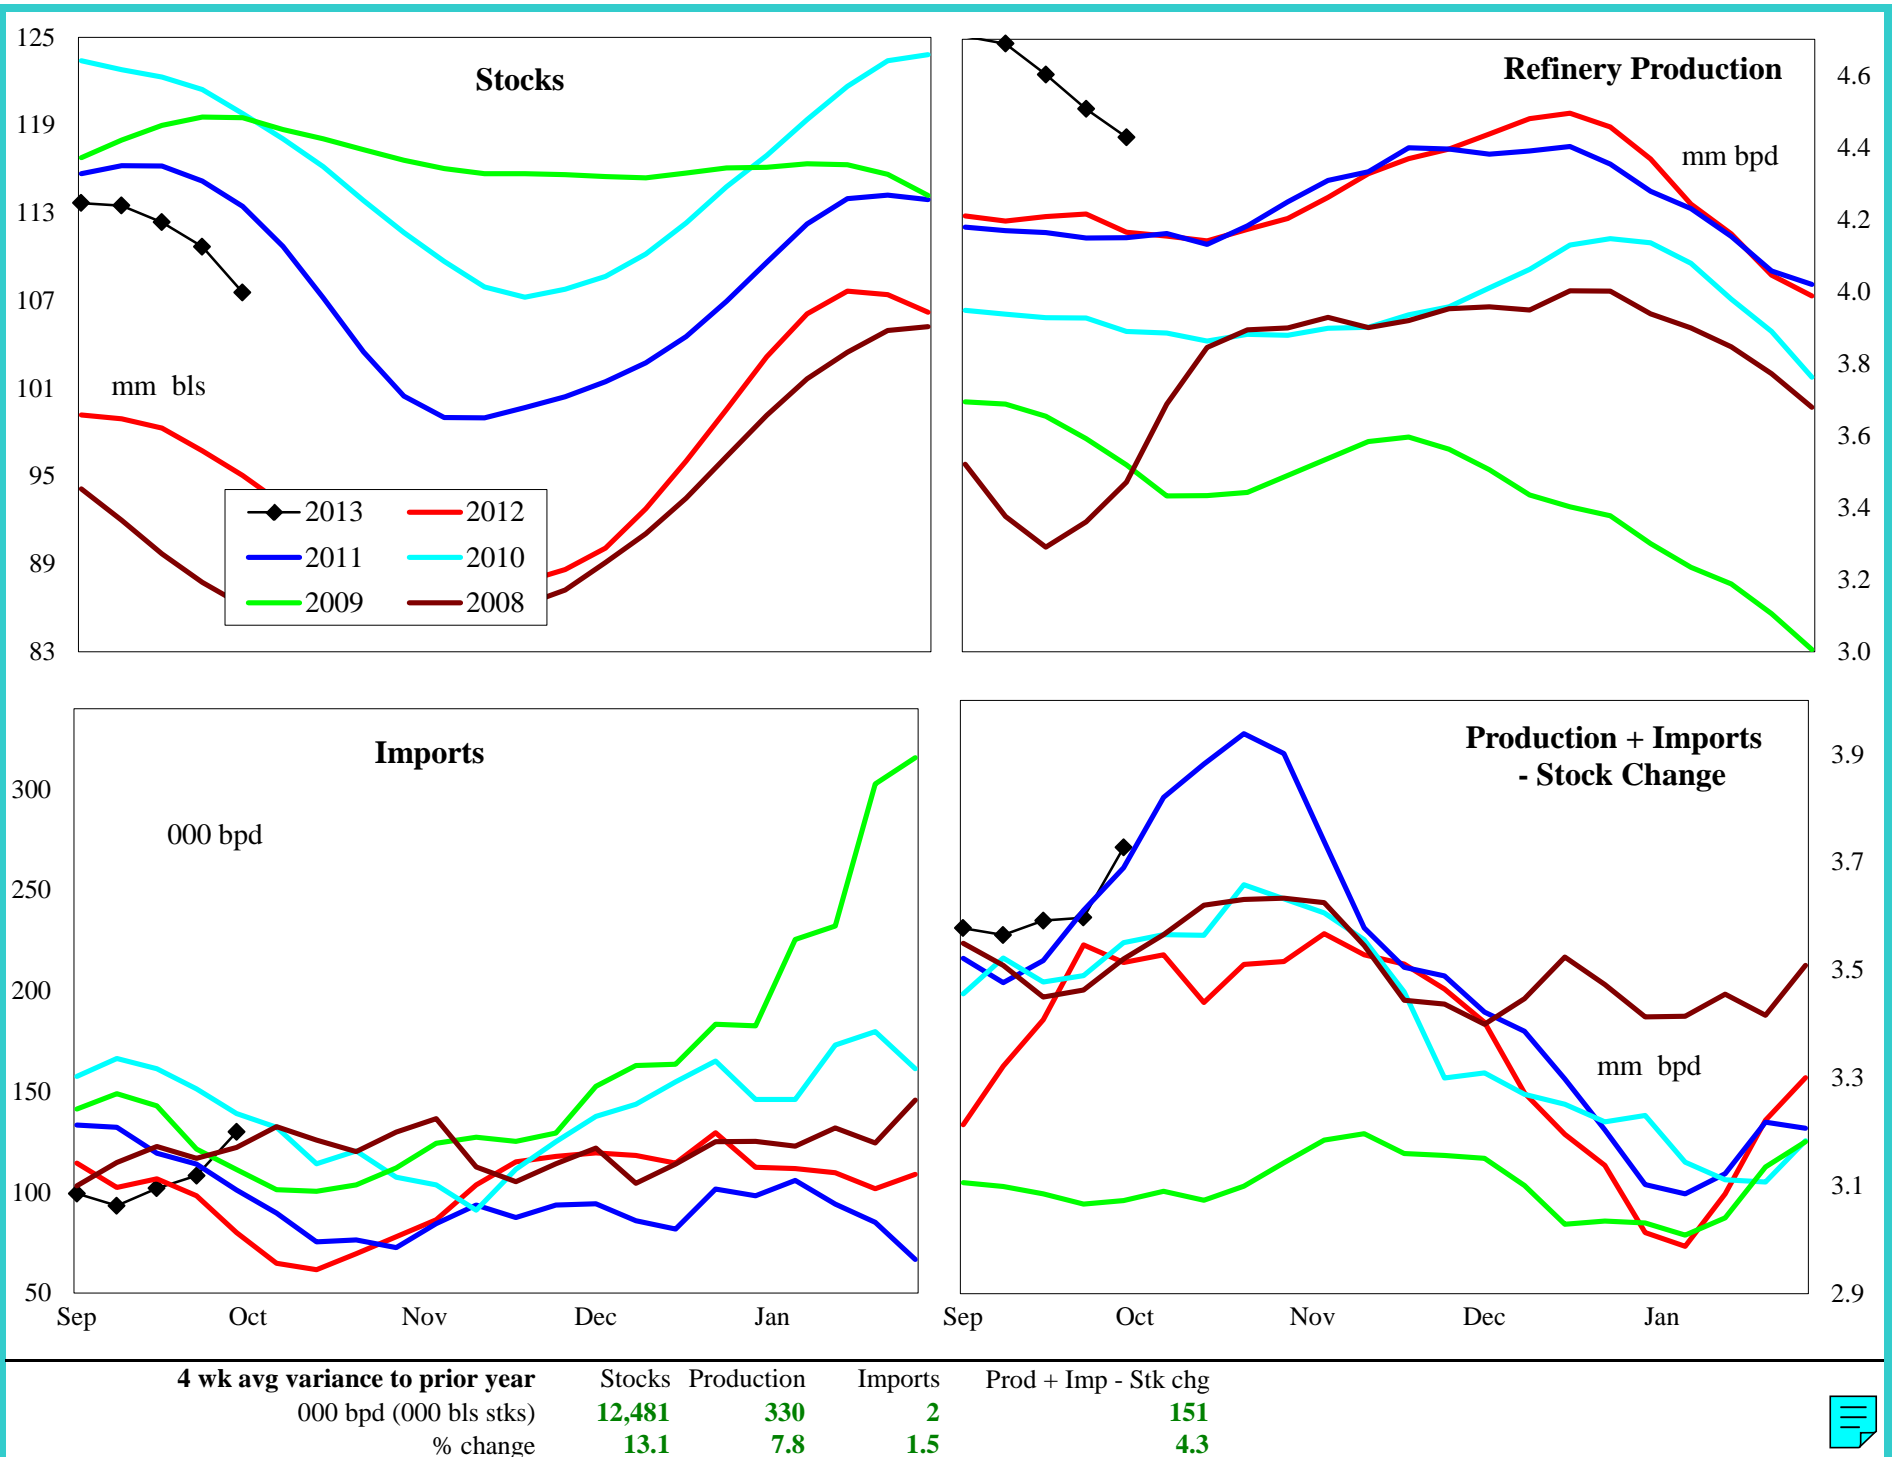 125
119
113
107
101
95
89
83
Stocks
mm bls
2013 2012
2011 2010
2009 2008
Refinery Production
mm bpd
4.6
4.4
4.2
4.0
3.8
3.6
3.4
3.2
3.0
Imports
000 bpd
300
250
200
150
100
50
Sep Oct Nov Dec Jan
Production + Imports
- Stock Change
mm bpd
3.9
3.7
3.5
3.3
3.1
2.9
Sep Oct Nov Dec Jan
4 wk avg variance to prior year Stocks Production Imports Prod + Imp - Stk chg
000 bpd (000 bls stks) 12,481 330 2 151
% change 13.1 7.8 1.5 4.3